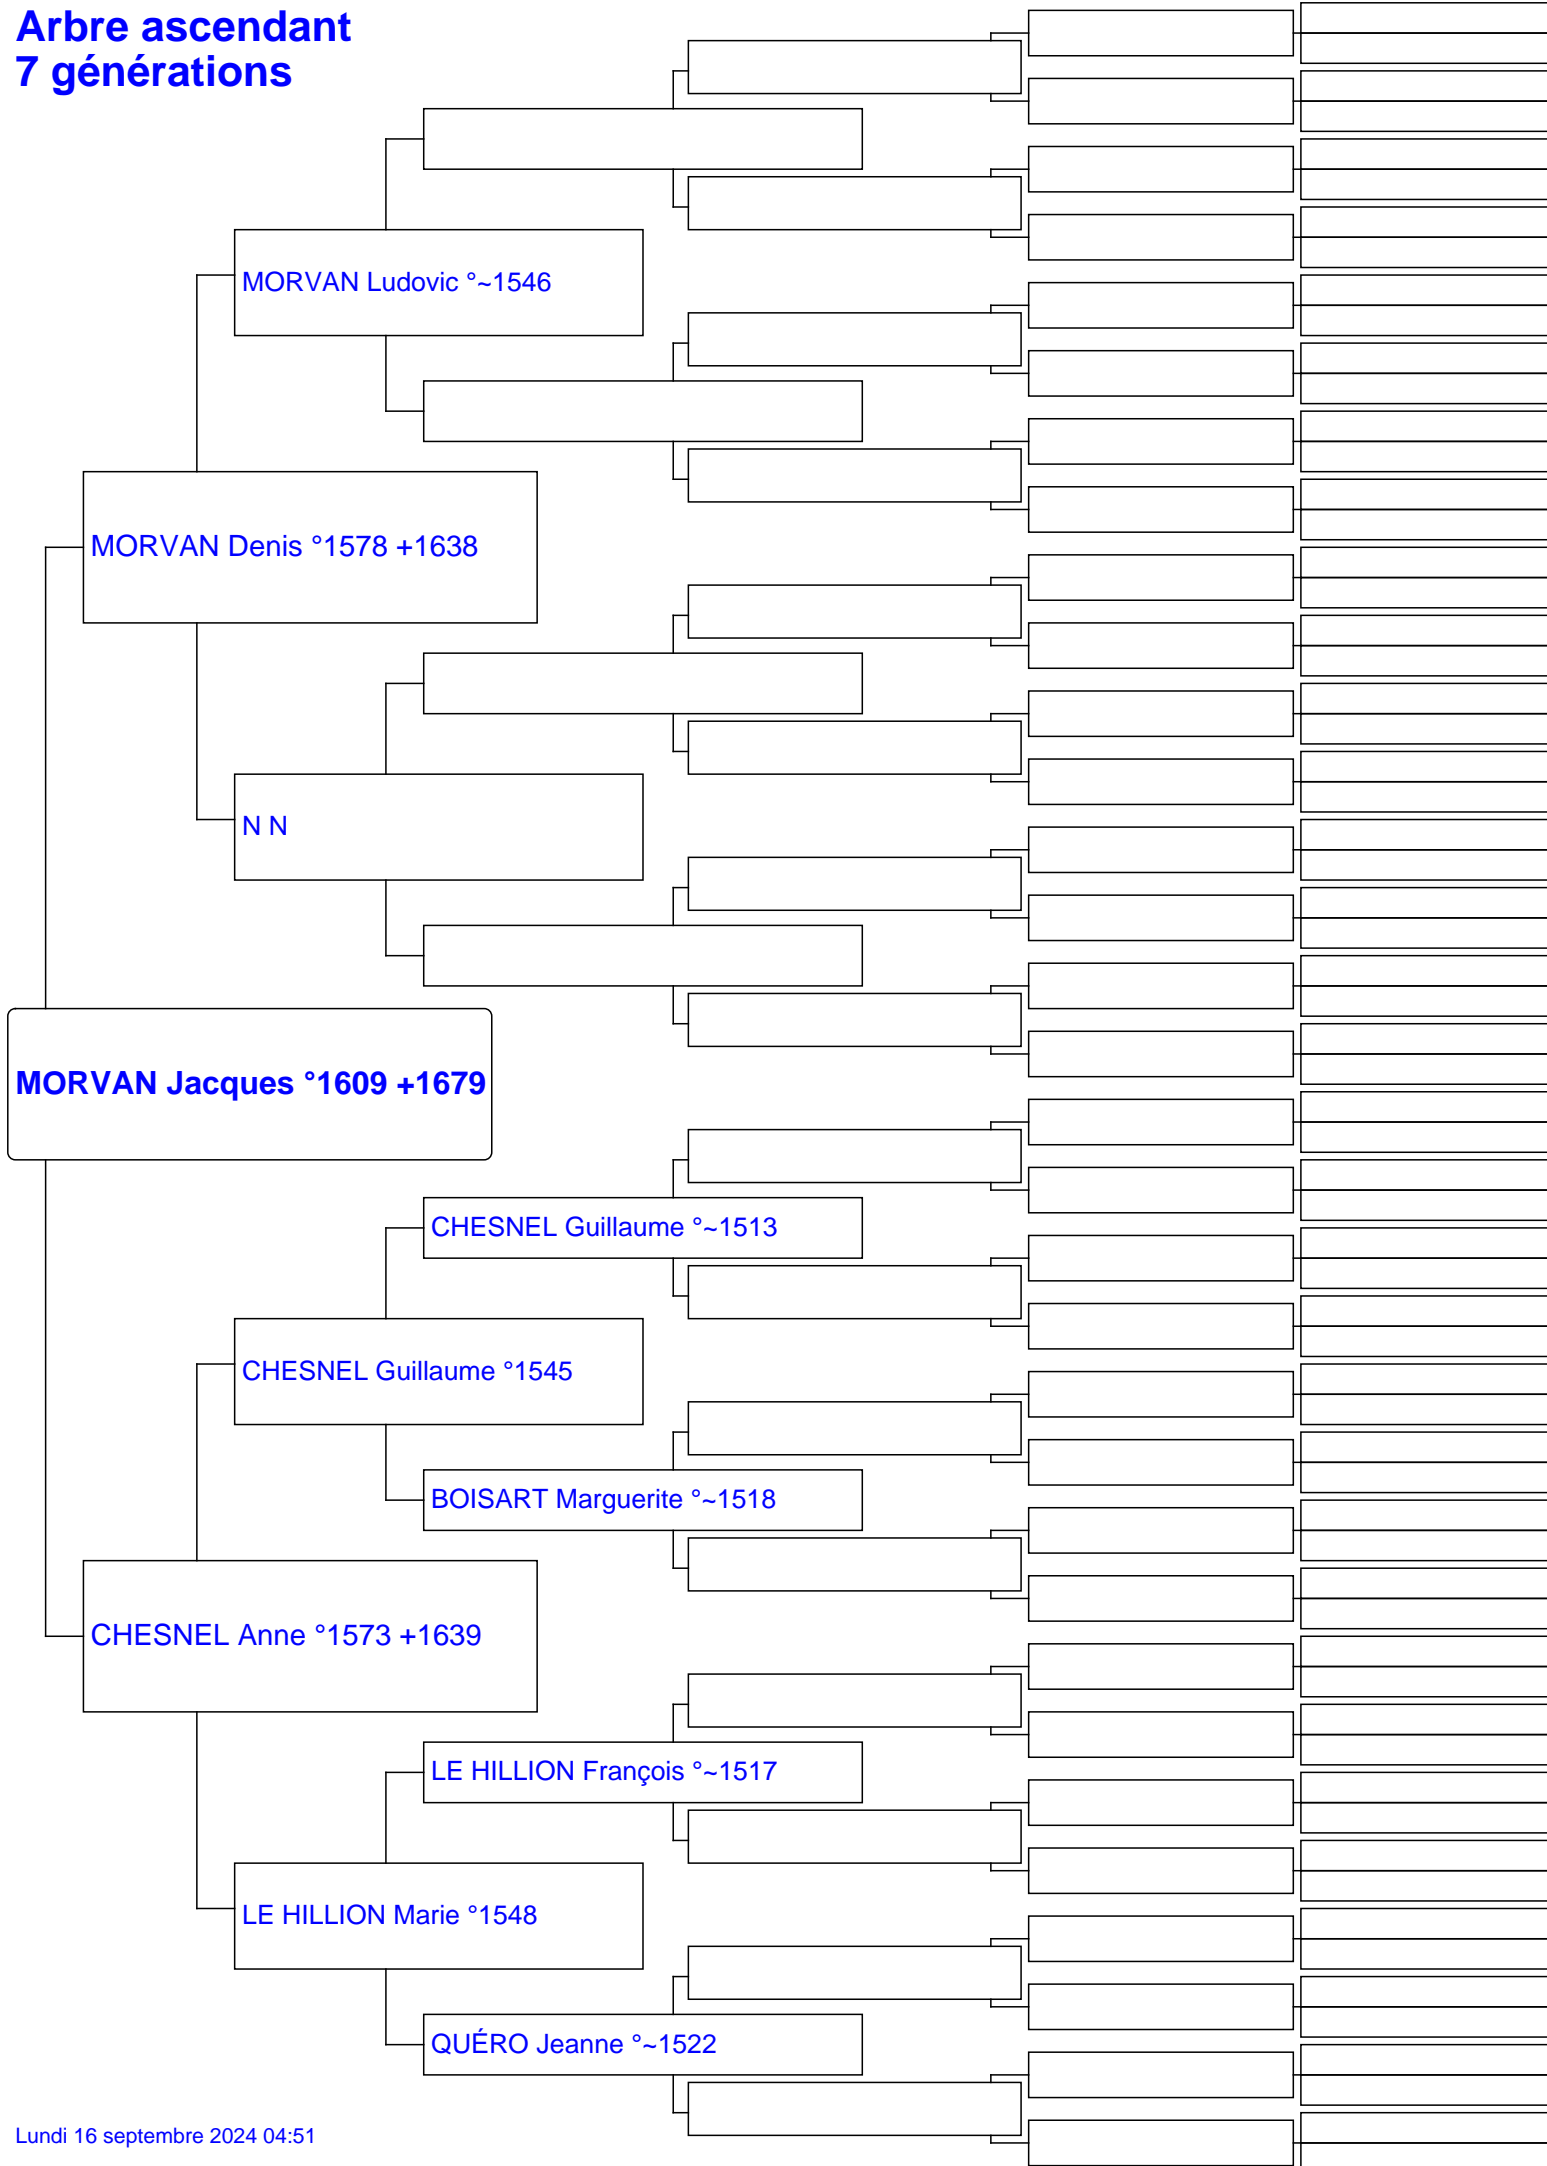 Arbre ascendant
7 générations
MORVAN Ludovic °~1546
MORVAN Denis °1578 +1638
N N
MORVAN Jacques °1609 +1679
CHESNEL Guillaume °~1513
CHESNEL Guillaume °1545
BOISART Marguerite °~1518
CHESNEL Anne °1573 +1639
LE HILLION François °~1517
LE HILLION Marie °1548
QUÉRO Jeanne °~1522
Lundi 16 septembre 2024 04:51